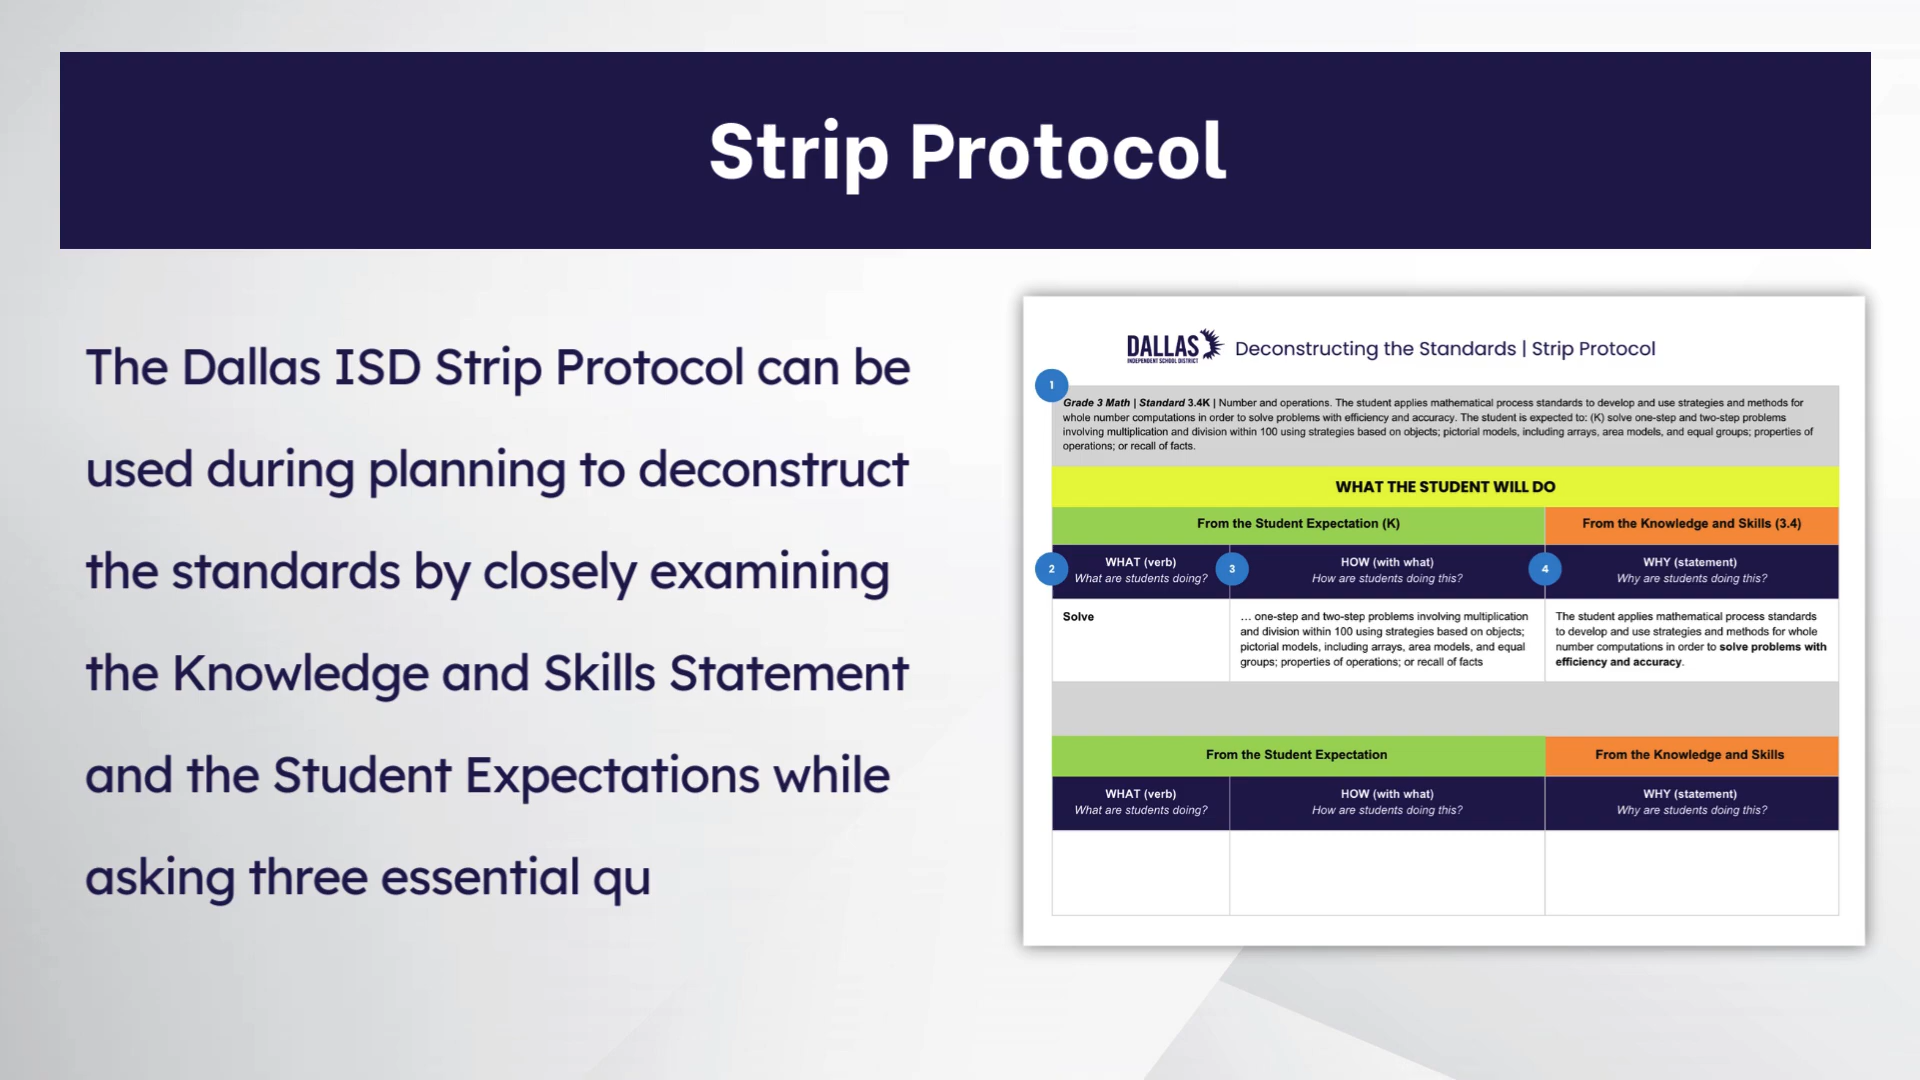 Strip Protocol
The Dallas ISD Strip Protocol can be
used during planning to deconstruct
the standards by closely examining
the Knowledge and Skills Statement
and the Student Expectations while
asking three essential qu
DALLAS
INDEPENDENT SCHOOL DISTRICT
Deconstructing the Standards | Strip Protocol
1
Grade 3 Math | Standard 3.4K | Number and operations. The student applies mathematical process standards to develop and use strategies and methods for
whole number computations in order to solve problems with efficiency and accuracy. The student is expected to: (K) solve one-step and two-step problems
involving multiplication and division within 100 using strategies based on objects; pictorial models, including arrays, area models, and equal groups; properties of
operations; or recall of facts.
WHAT THE STUDENT WILL DO
From the Student Expectation (K)
From the Knowledge and Skills (3.4)
2
WHAT (verb)
What are students doing?
3
HOW (with what)
How are students doing this?
4
WHY (statement)
Why are students doing this?
Solve
... one-step and two-step problems involving multiplication
and division within 100 using strategies based on objects;
pictorial models, including arrays, area models, and equal
groups; properties of operations; or recall of facts
The student applies mathematical process standards
to develop and use strategies and methods for whole
number computations in order to solve problems with
efficiency and accuracy.
From the Student Expectation
From the Knowledge and Skills
WHAT (verb)
What are students doing?
HOW (with what)
How are students doing this?
WHY (statement)
Why are students doing this?